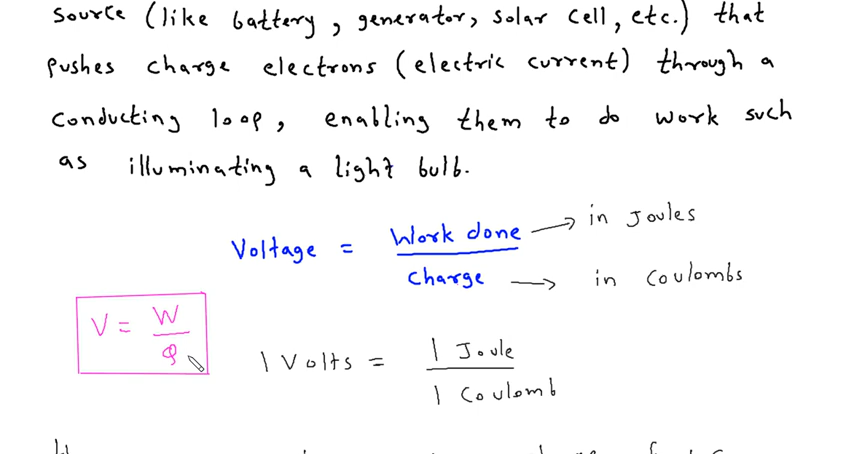 source (like battery, generator, solar cell, etc.) that
pushes charge electrons (electric current) through a
conducting loop, enabling them to do work such
as illuminating a light bulb.
Voltage = Work done → in Joules
Charge → in Coulombs
V = W
Q
1 Volts = 1 Joule
1 Coulomb